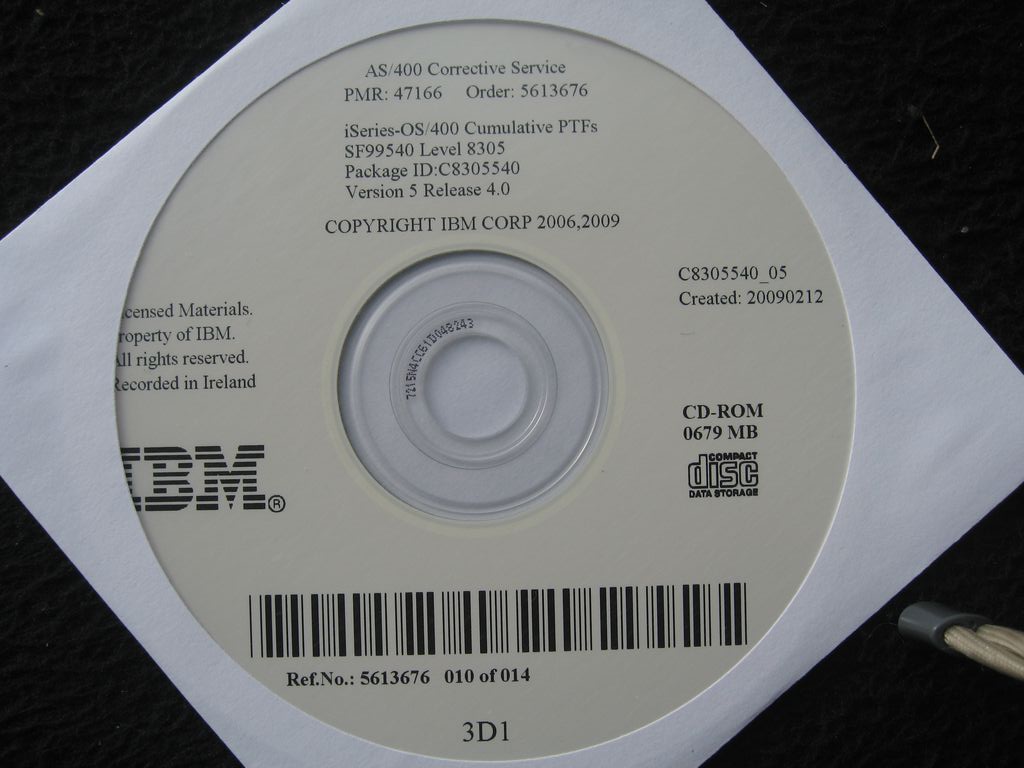 AS/400 Corrective Service
PMR: 47166 Order: 5613676
iSeries-OS/400 Cumulative PTFs
SF99540 Level 8305
Package ID:C8305540
Version 5 Release 4.0
COPYRIGHT IBM CORP 2006,2009
C8305540_05
Created: 20090212
censed Materials.
roperty of IBM.
All rights reserved.
Recorded in Ireland
IBM®
CD-ROM
0679 MB
COMPACT
disc
DATA STORAGE
Ref.No.: 5613676 010 of 014
3D1